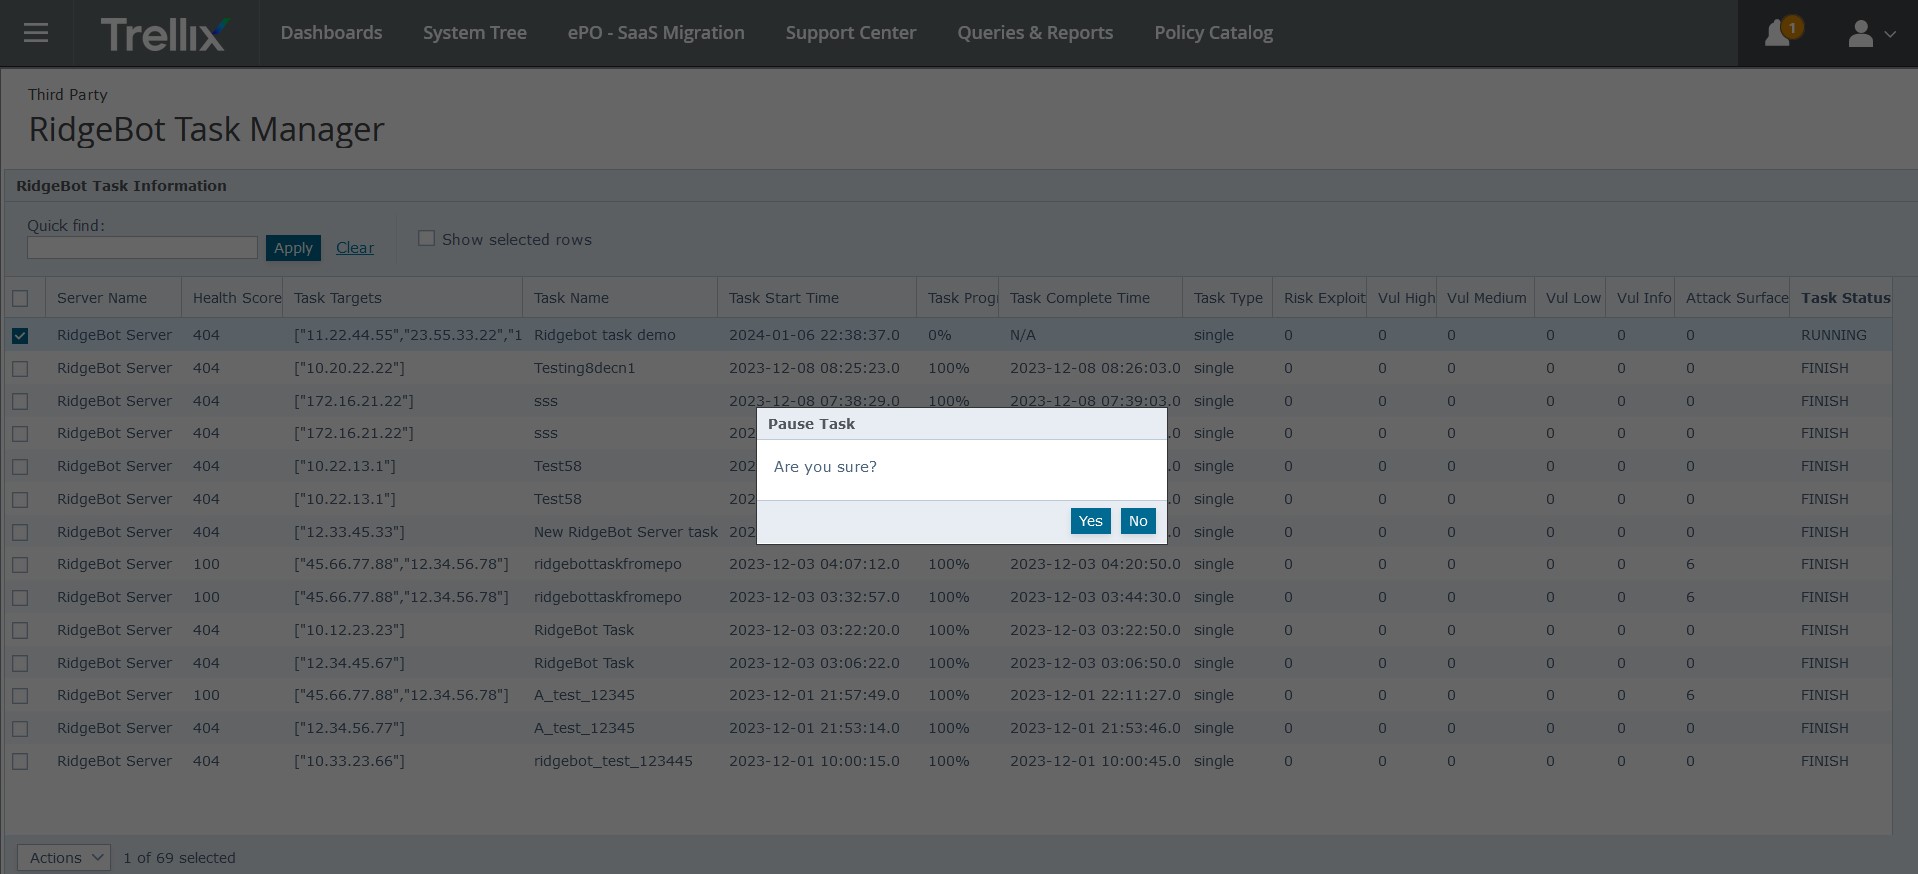 Trellix Dashboards System Tree ePO - SaaS Migration Support Center Queries & Reports Policy Catalog 1
Third Party
RidgeBot Task Manager
RidgeBot Task Information
Quick find:
Apply Clear Show selected rows
Server Name Health Score Task Targets Task Name Task Start Time Task Progr Task Complete Time Task Type Risk Exploit Vul High Vul Medium Vul Low Vul Info Attack Surface Task Status
RidgeBot Server 404 ["11.22.44.55","23.55.33.22","1 Ridgebot task demo 2024-01-06 22:38:37.0 0% N/A single 0 0 0 0 0 0 RUNNING
RidgeBot Server 404 ["10.20.22.22"] Testing8decn1 2023-12-08 08:25:23.0 100% 2023-12-08 08:26:03.0 single 0 0 0 0 0 0 FINISH
RidgeBot Server 404 ["172.16.21.22"] sss 2023-12-08 07:38:29.0 100% 2023-12-08 07:39:03.0 single 0 0 0 0 0 0 FINISH
RidgeBot Server 404 ["172.16.21.22"] sss 202 .0 single 0 0 0 0 0 0 FINISH
RidgeBot Server 404 ["10.22.13.1"] Test58 202 .0 single 0 0 0 0 0 0 FINISH
RidgeBot Server 404 ["10.22.13.1"] Test58 202 .0 single 0 0 0 0 0 0 FINISH
RidgeBot Server 404 ["12.33.45.33"] New RidgeBot Server task 202 .0 single 0 0 0 0 0 0 FINISH
RidgeBot Server 100 ["45.66.77.88","12.34.56.78"] ridgebottaskfromepo 2023-12-03 04:07:12.0 100% 2023-12-03 04:20:50.0 single 0 0 0 0 0 6 FINISH
RidgeBot Server 100 ["45.66.77.88","12.34.56.78"] ridgebottaskfromepo 2023-12-03 03:32:57.0 100% 2023-12-03 03:44:30.0 single 0 0 0 0 0 6 FINISH
RidgeBot Server 404 ["10.12.23.23"] RidgeBot Task 2023-12-03 03:22:20.0 100% 2023-12-03 03:22:50.0 single 0 0 0 0 0 0 FINISH
RidgeBot Server 404 ["12.34.45.67"] RidgeBot Task 2023-12-03 03:06:22.0 100% 2023-12-03 03:06:50.0 single 0 0 0 0 0 0 FINISH
RidgeBot Server 100 ["45.66.77.88","12.34.56.78"] A_test_12345 2023-12-01 21:57:49.0 100% 2023-12-01 22:11:27.0 single 0 0 0 0 0 6 FINISH
RidgeBot Server 404 ["12.34.56.77"] A_test_12345 2023-12-01 21:53:14.0 100% 2023-12-01 21:53:46.0 single 0 0 0 0 0 0 FINISH
RidgeBot Server 404 ["10.33.23.66"] ridgebot_test_123445 2023-12-01 10:00:15.0 100% 2023-12-01 10:00:45.0 single 0 0 0 0 0 0 FINISH
Pause Task
Are you sure?
Yes No
Actions 1 of 69 selected